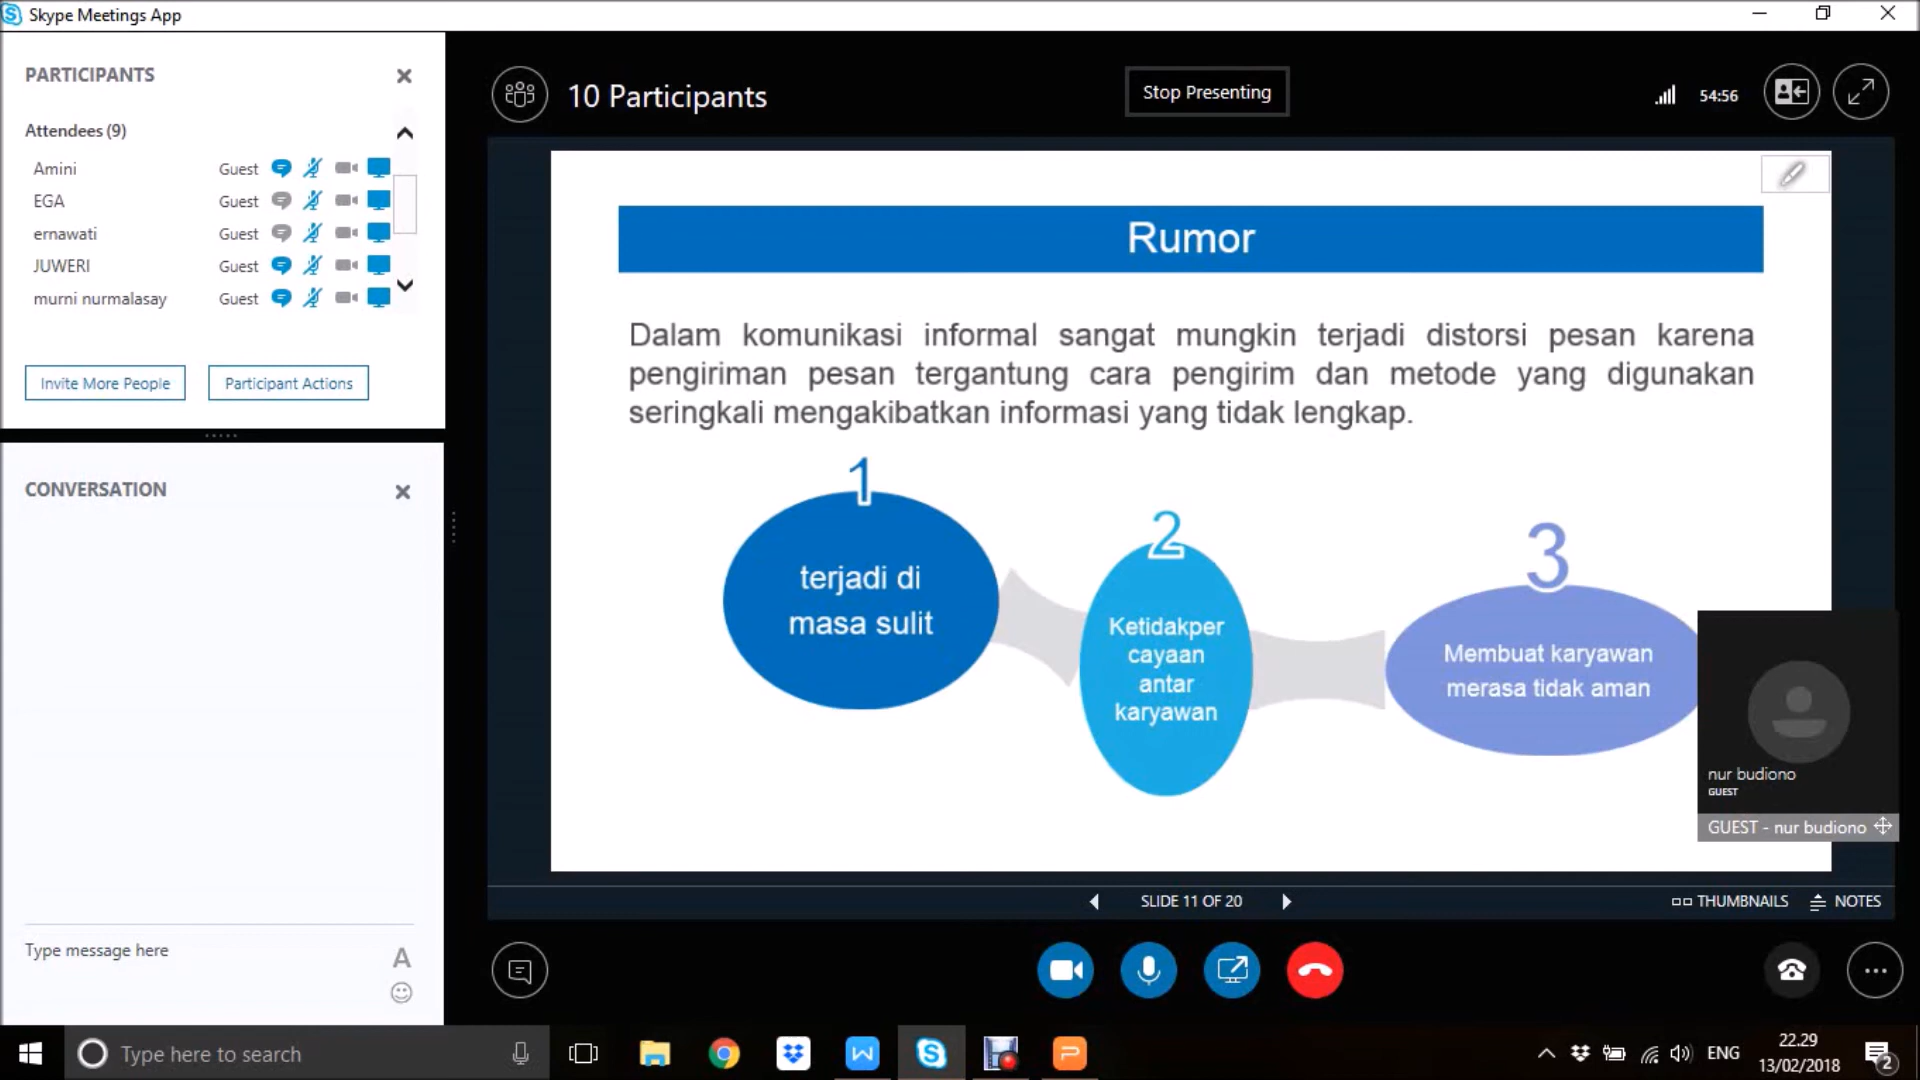 Skype Meetings App
PARTICIPANTS
Attendees (9)
Amini Guest
EGA Guest
ernawati Guest
JUWERI Guest
murni nurmalasay Guest
Invite More People Participant Actions
CONVERSATION
Type message here
A
10 Participants
Stop Presenting
54:56
Rumor
Dalam komunikasi informal sangat mungkin terjadi distorsi pesan karena
pengiriman pesan tergantung cara pengirim dan metode yang digunakan
seringkali mengakibatkan informasi yang tidak lengkap.
1
terjadi di
masa sulit
2
Ketidakper
cayaan
antar
karyawan
3
Membuat karyawan
merasa tidak aman
nur budiono
GUEST
GUEST - nur budiono
SLIDE 11 OF 20
THUMBNAILS
NOTES
Type here to search
ENG
22.29
13/02/2018
2